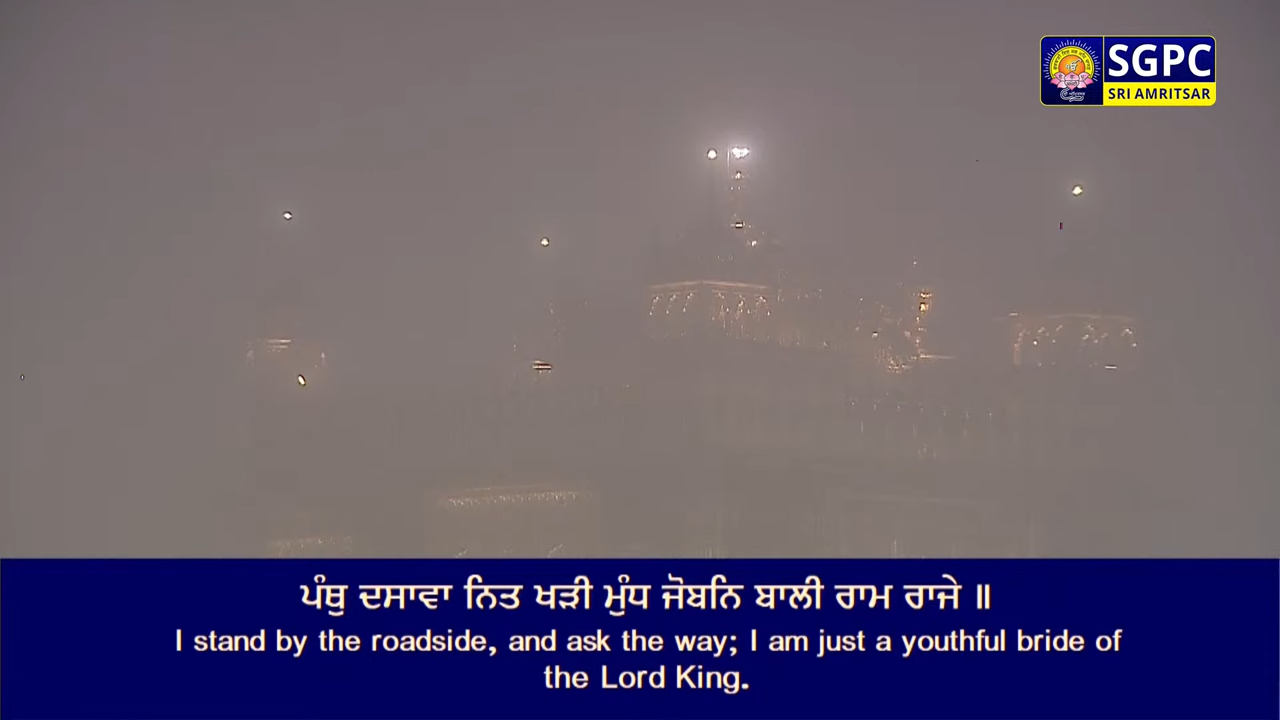 SGPC
SRI AMRITSAR
ਪੰਥੁ ਦਸਾਵਾ ਨਿਤ ਖੜੀ ਮੁੰਧ ਜੋਬਨਿ ਬਾਲੀ ਰਾਮ ਰਾਜੇ ॥
I stand by the roadside, and ask the way; I am just a youthful bride of
the Lord King.